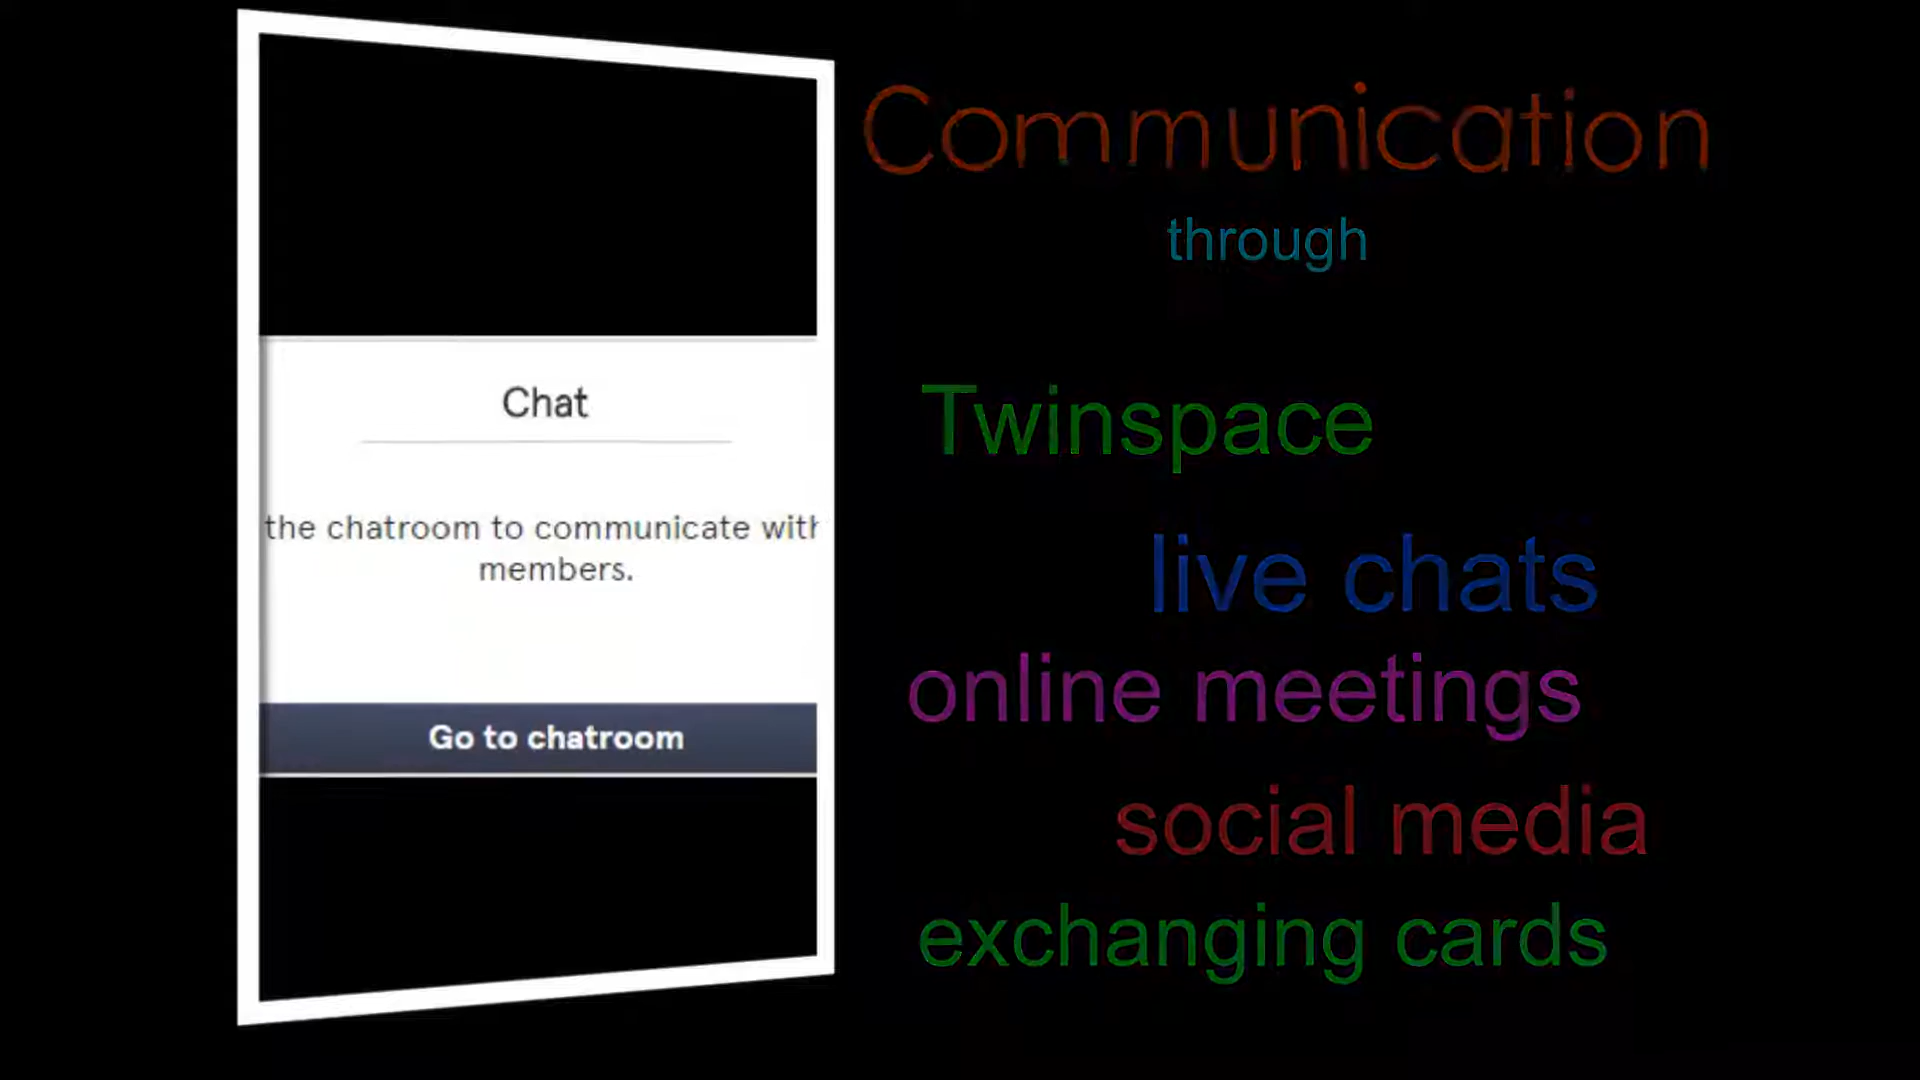 Chat
the chatroom to communicate with
members.
Go to chatroom
Communication
through
Twinspace
live chats
online meetings
social media
exchanging cards